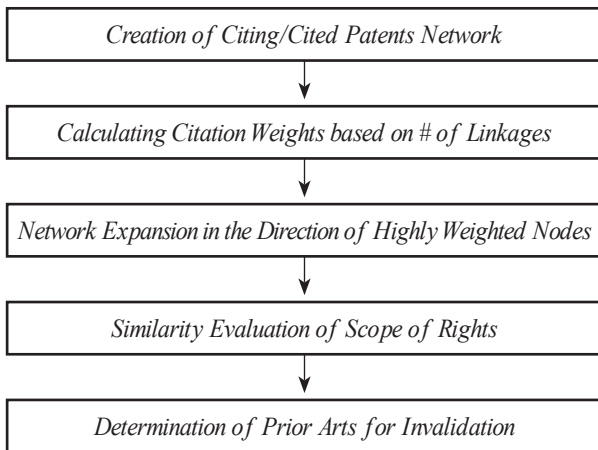 Creation of Citing/Cited Patents Network
Calculating Citation Weights based on # of Linkages
Network Expansion in the Direction of Highly Weighted Nodes
Similarity Evaluation of Scope of Rights
Determination of Prior Arts for Invalidation